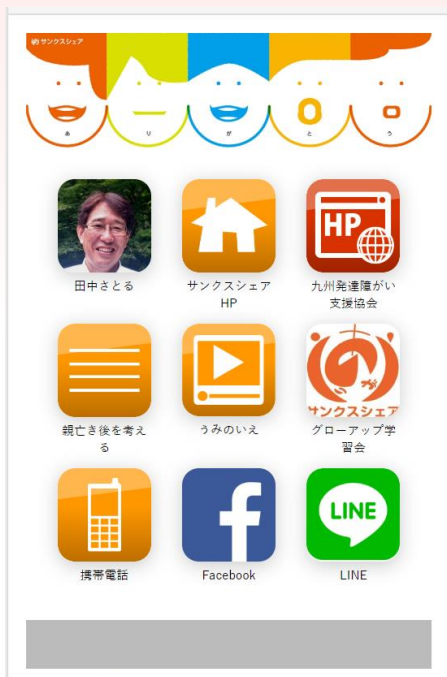 サンクスシェア
あ り が と う
田中さとる
サンクスシェア
HP
HP
九州発達障がい
支援協会
親亡き後を考え
る
うみのいえ
サンクスシェア
グローアップ学
習会
携帯電話
Facebook
LINE
LINE